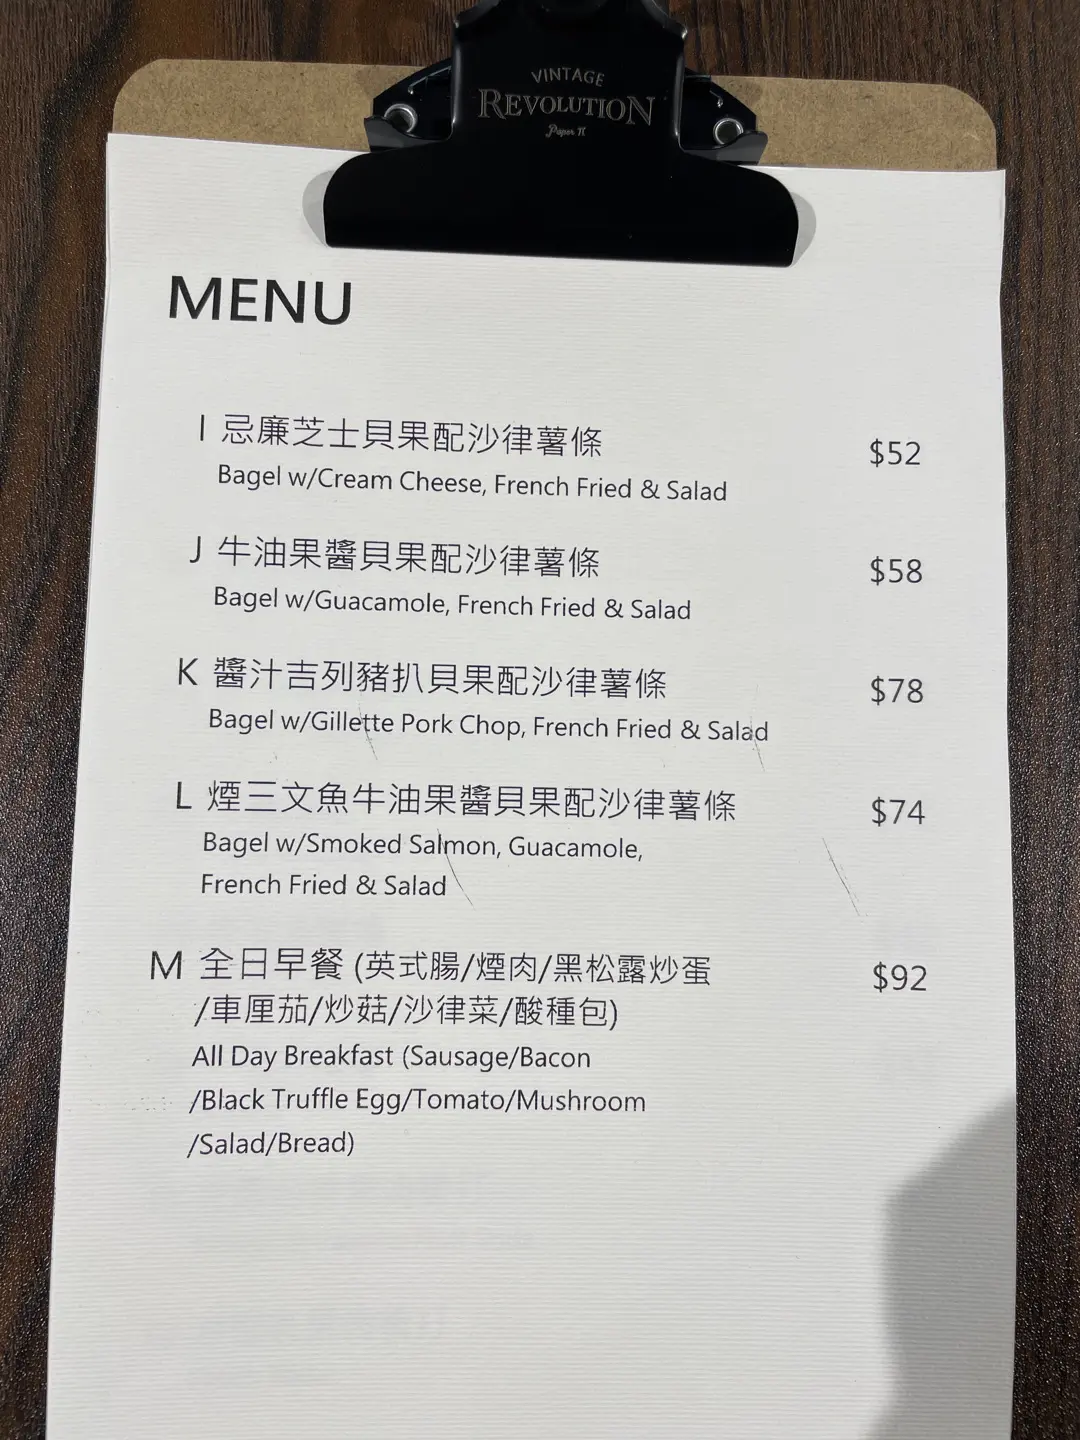 VINTAGE
REVOLUTION
Paper π
MENU
I 忌廉芝士貝果配沙律薯條
$52
Bagel w/Cream Cheese, French Fried & Salad
J 牛油果醬貝果配沙律薯條
$58
Bagel w/Guacamole, French Fried & Salad
K 醬汁吉列豬扒貝果配沙律薯條
$78
Bagel w/Gillette Pork Chop, French Fried & Salad
L 煙三文魚牛油果醬貝果配沙律薯條
$74
Bagel w/Smoked Salmon, Guacamole,
French Fried & Salad
M 全日早餐 (英式腸/煙肉/黑松露炒蛋
$92
/車厘茄/炒菇/沙律菜/酸種包)
All Day Breakfast (Sausage/Bacon
/Black Truffle Egg/Tomato/Mushroom
/Salad/Bread)